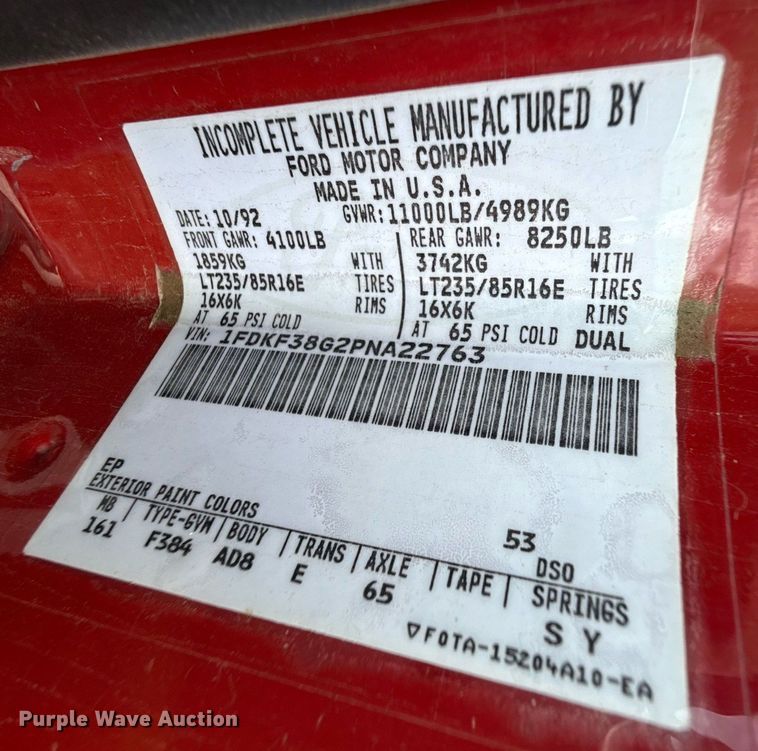 INCOMPLETE VEHICLE MANUFACTURED BY
FORD MOTOR COMPANY
MADE IN U.S.A.
DATE: 10/92 GVWR: 11000LB/4989KG
FRONT GAWR: 4100LB REAR GAWR: 8250LB
1859KG WITH 3742KG WITH
LT235/85R16E TIRES LT235/85R16E TIRES
16X6K RIMS 16X6K RIMS
AT 65 PSI COLD AT 65 PSI COLD DUAL
VIN: 1FDKF38G2PNA22763
EP 53
EXTERIOR PAINT COLORS DSO
WB TYPE-GVW BODY TRANS AXLE TAPE SPRINGS
161 F384 AD8 E 65 S Y
▽F0TA-15204A10-EA
Purple Wave Auction